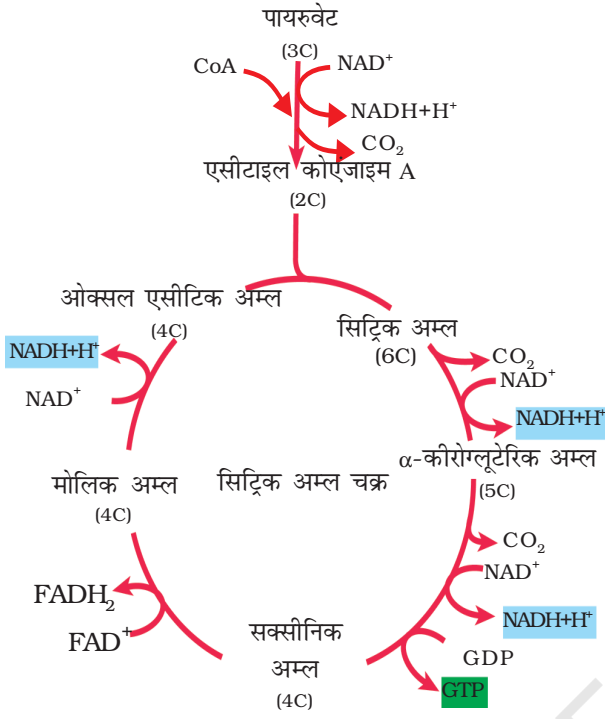 पायरुवेट
(3C)
CoA
NAD⁺
NADH+H⁺
CO₂
एसीटाइल कोएंजाइम A
(2C)
ओक्सल एसीटिक अम्ल
(4C)
सिट्रिक अम्ल
(6C)
CO₂
NAD⁺
NADH+H⁺
α-कीरोग्लूटेरिक अम्ल
(5C)
CO₂
NAD⁺
NADH+H⁺
GDP
GTP
सक्सीनिक
अम्ल
(4C)
FAD⁺
FADH₂
मोलिक अम्ल
(4C)
NAD⁺
NADH+H⁺
सिट्रिक अम्ल चक्र